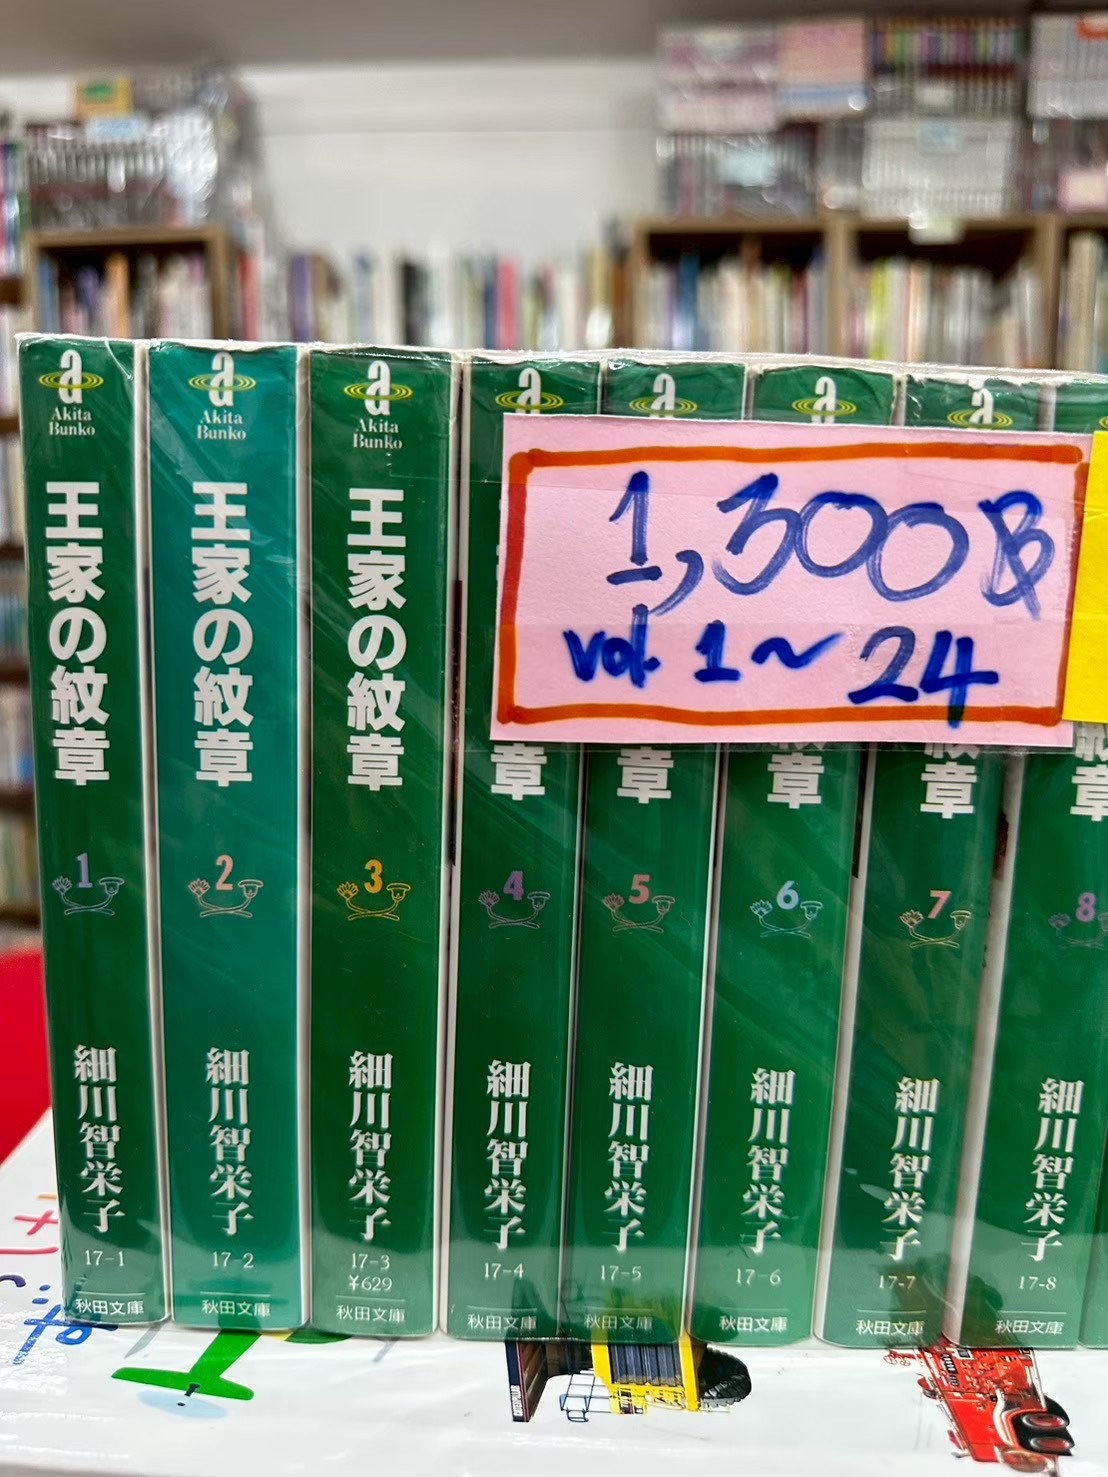 Akita
Bunko
王家の紋章
1
細川智栄子
17-1
秋田文庫
Akita
Bunko
王家の紋章
2
細川智栄子
17-2
秋田文庫
Akita
Bunko
王家の紋章
3
細川智栄子
17-3
¥629
秋田文庫
1,300฿
vol. 1~24
章
4
細川智栄子
17-4
秋田文庫
章
5
細川智栄子
17-5
秋田文庫
章
6
細川智栄子
17-6
秋田文庫
紋章
7
細川智栄子
17-7
秋田文庫
紋章
8
細川智栄子
17-8
秋田文庫